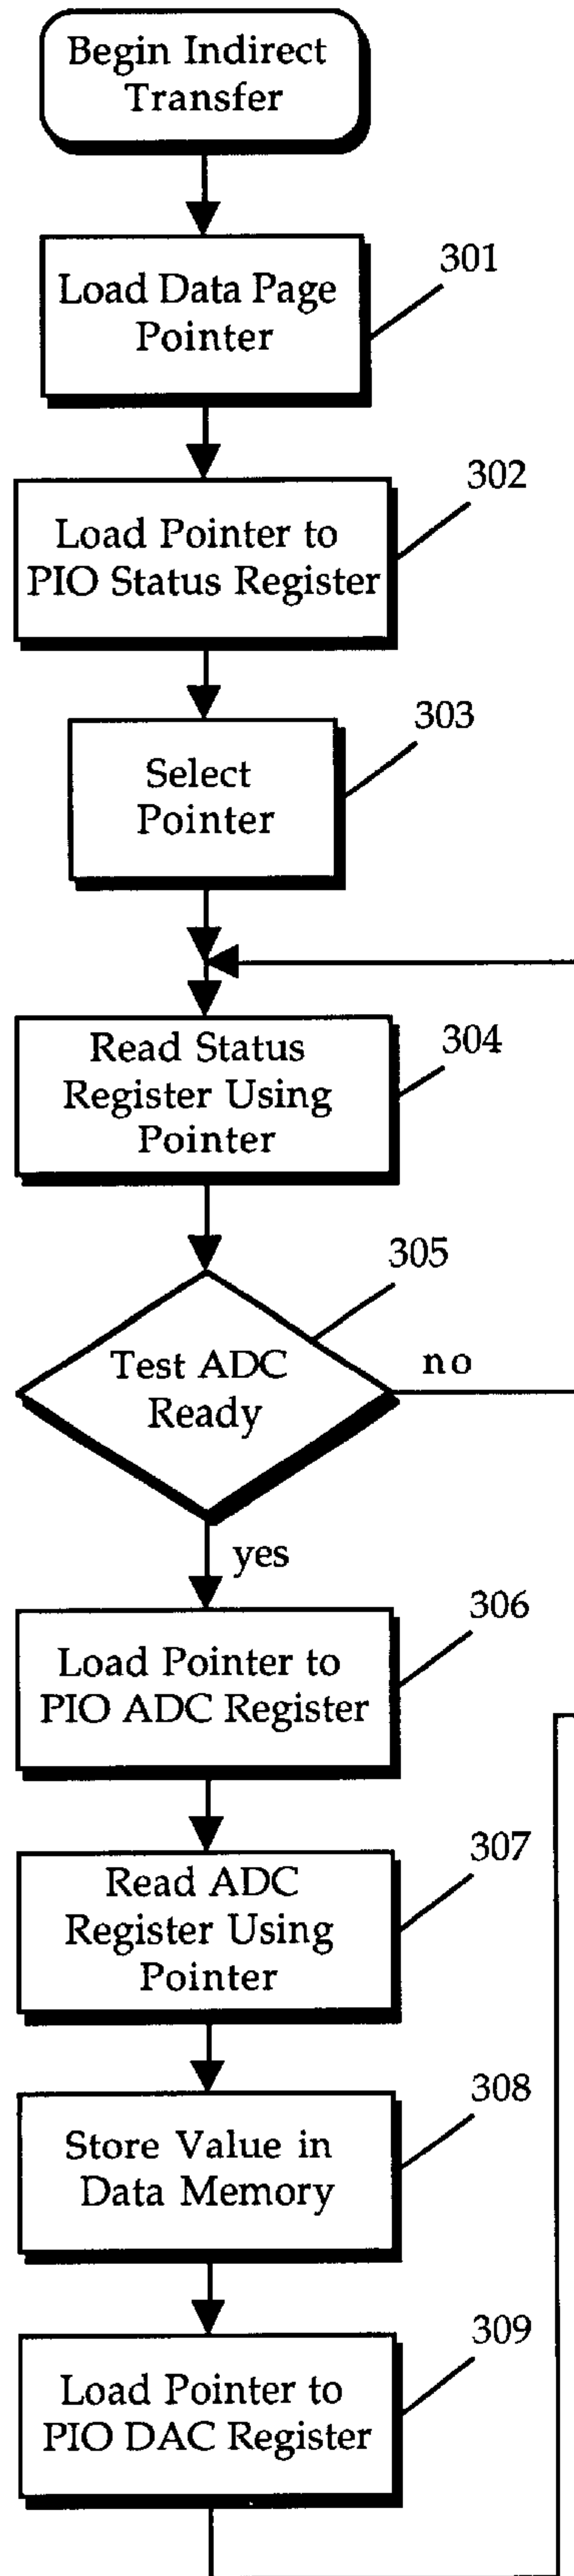 Begin Indirect
Transfer
301
Load Data Page
Pointer
302
Load Pointer to
PIO Status Register
303
Select
Pointer
304
Read Status
Register Using
Pointer
305
Test ADC
Ready
no
yes
306
Load Pointer to
PIO ADC Register
307
Read ADC
Register Using
Pointer
308
Store Value in
Data Memory
309
Load Pointer to
PIO DAC Register